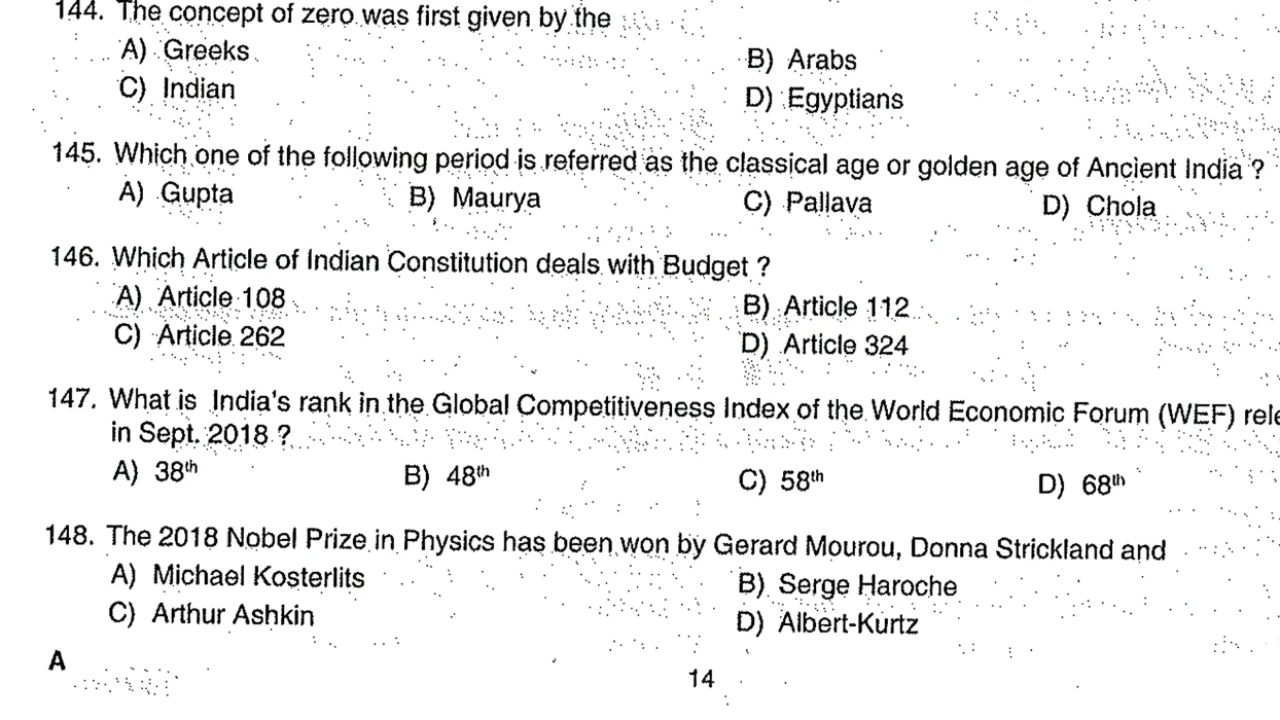 144. The concept of zero was first given by the
A) Greeks
B) Arabs
C) Indian
D) Egyptians
145. Which one of the following period is referred as the classical age or golden age of Ancient India ?
A) Gupta
B) Maurya
C) Pallava
D) Chola
146. Which Article of Indian Constitution deals with Budget ?
A) Article 108
B) Article 112
C) Article 262
D) Article 324
147. What is India's rank in the Global Competitiveness Index of the World Economic Forum (WEF) rele
in Sept. 2018 ?
A) 38th
B) 48th
C) 58th
D) 68th
148. The 2018 Nobel Prize in Physics has been won by Gerard Mourou, Donna Strickland and
A) Michael Kosterlits
B) Serge Haroche
C) Arthur Ashkin
D) Albert-Kurtz
A
14